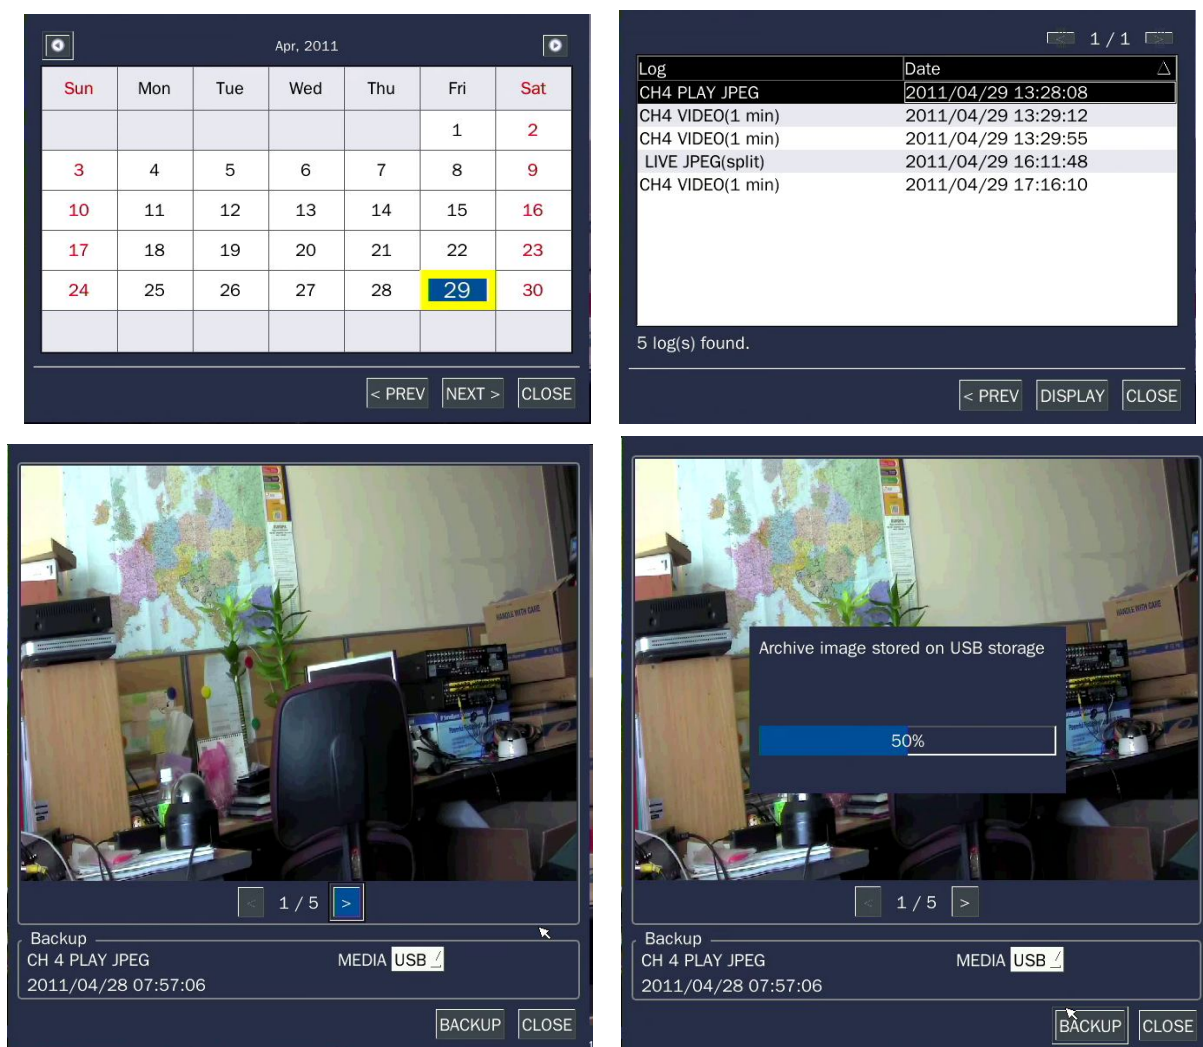 Apr, 2011
Sun Mon Tue Wed Thu Fri Sat
1 2
3 4 5 6 7 8 9
10 11 12 13 14 15 16
17 18 19 20 21 22 23
24 25 26 27 28 29 30
< PREV NEXT > CLOSE
< 1 / 1 >
Log Date
CH4 PLAY JPEG 2011/04/29 13:28:08
CH4 VIDEO(1 min) 2011/04/29 13:29:12
CH4 VIDEO(1 min) 2011/04/29 13:29:55
LIVE JPEG(split) 2011/04/29 16:11:48
CH4 VIDEO(1 min) 2011/04/29 17:16:10
5 log(s) found.
< PREV DISPLAY CLOSE
HANDLE WITH CARE
< 1 / 5 >
Backup
CH 4 PLAY JPEG MEDIA USB
2011/04/28 07:57:06
BACKUP CLOSE
HANDLE WITH CARE
Archive image stored on USB storage
50%
< 1 / 5 >
Backup
CH 4 PLAY JPEG MEDIA USB
2011/04/28 07:57:06
BACKUP CLOSE